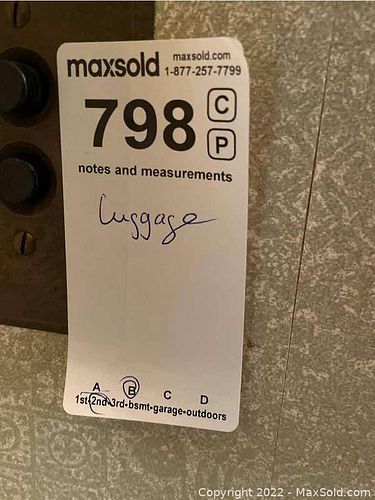 maxsold maxsold.com
1-877-257-7799
798 C
P
notes and measurements
Luggage
A B C D
1st-2nd-3rd-bsmt-garage-outdoors
Copyright 2022 - MaxSold.com